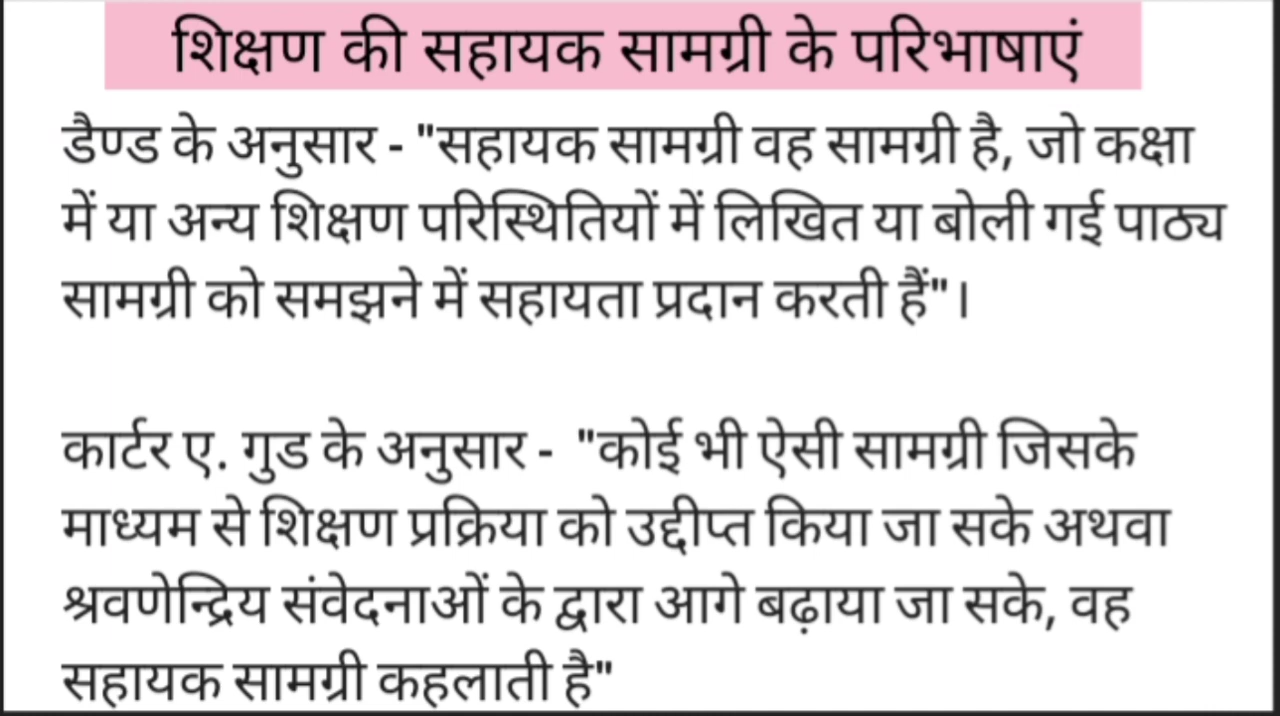 शिक्षण की सहायक सामग्री के परिभाषाएं
डैण्ड के अनुसार - "सहायक सामग्री वह सामग्री है, जो कक्षा
में या अन्य शिक्षण परिस्थितियों में लिखित या बोली गई पाठ्य
सामग्री को समझने में सहायता प्रदान करती हैं"।
कार्टर ए. गुड के अनुसार - "कोई भी ऐसी सामग्री जिसके
माध्यम से शिक्षण प्रक्रिया को उद्दीप्त किया जा सके अथवा
श्रवणेन्द्रिय संवेदनाओं के द्वारा आगे बढ़ाया जा सके, वह
सहायक सामग्री कहलाती है"